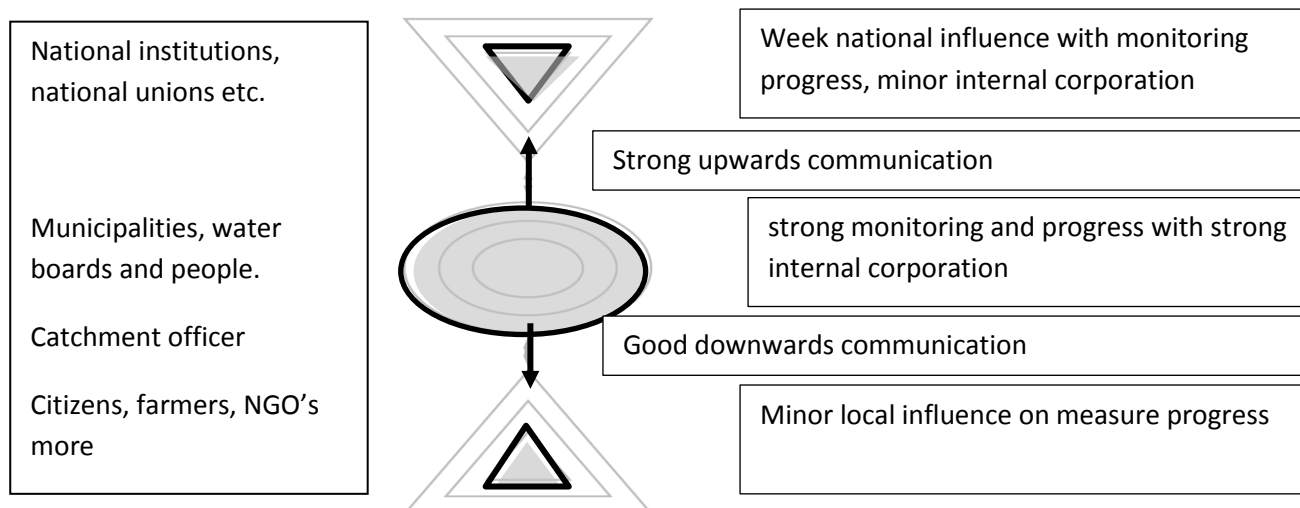 National institutions,
national unions etc.
Municipalities, water
boards and people.
Catchment officer
Citizens, farmers, NGO’s
more
Week national influence with monitoring
progress, minor internal corporation
Strong upwards communication
strong monitoring and progress with strong
internal corporation
Good downwards communication
Minor local influence on measure progress